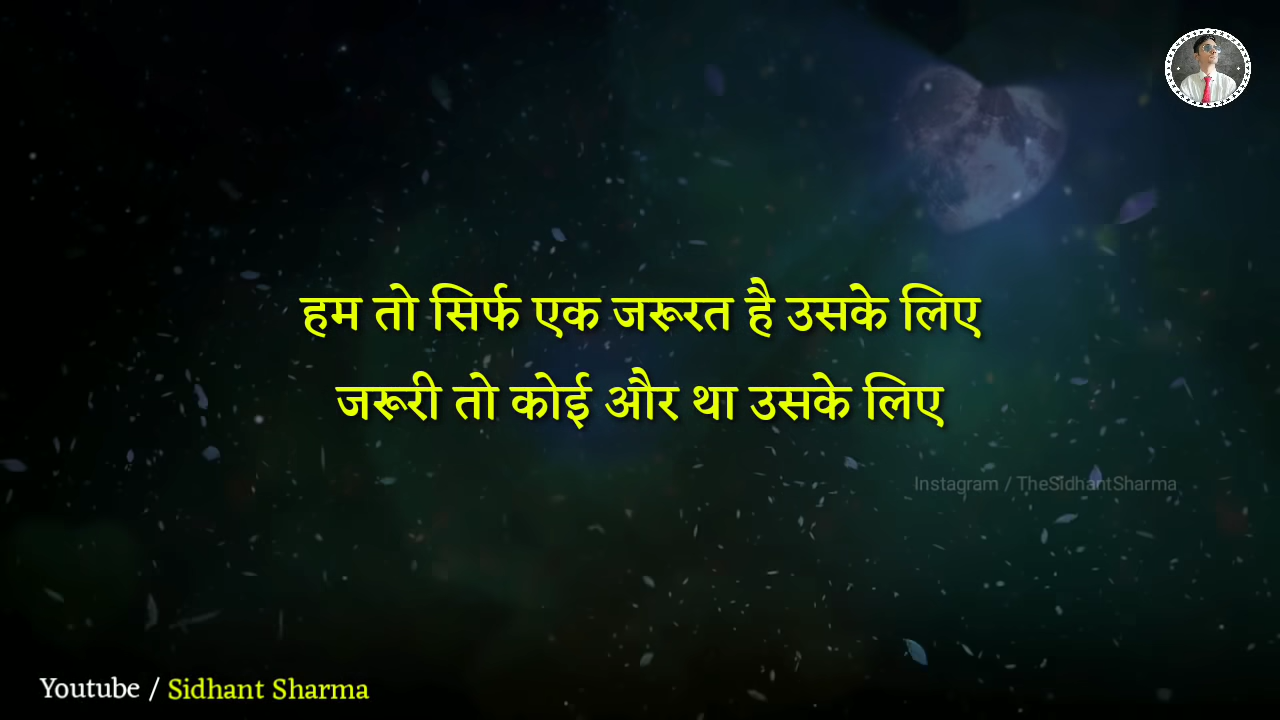 हम तो सिर्फ एक जरूरत है उसके लिए
जरूरी तो कोई और था उसके लिए
Instagram / TheSidhantSharma
Youtube / Sidhant Sharma